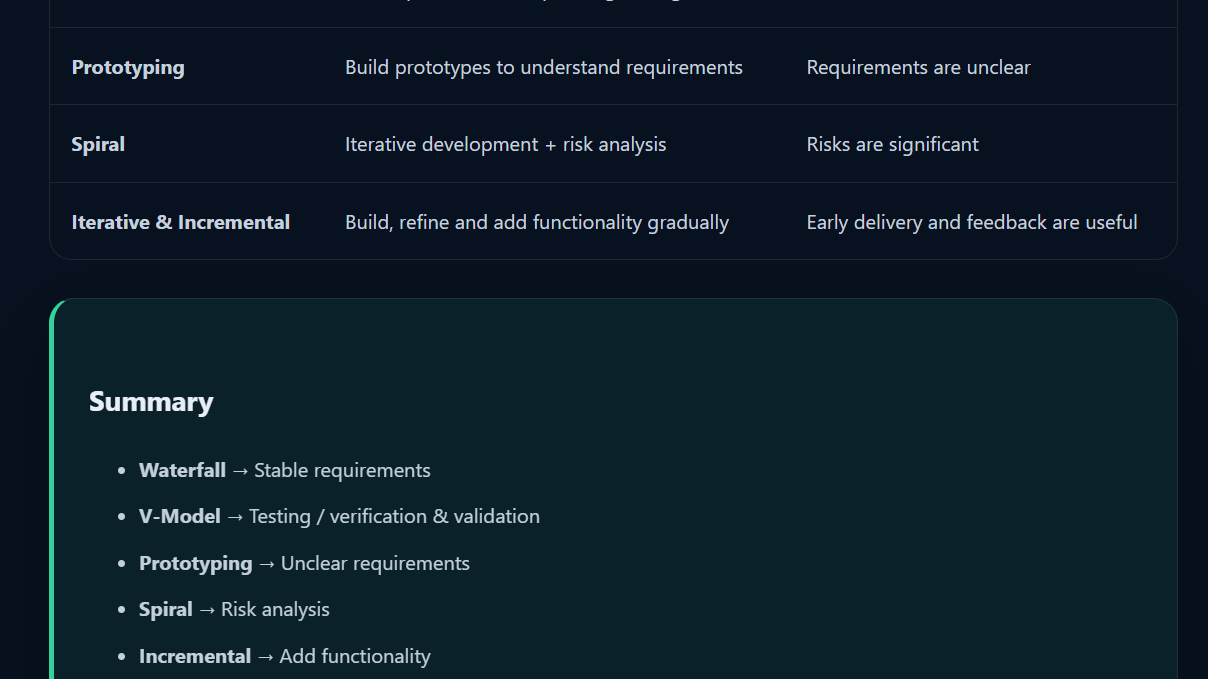 Prototyping Build prototypes to understand requirements Requirements are unclear
Spiral Iterative development + risk analysis Risks are significant
Iterative & Incremental Build, refine and add functionality gradually Early delivery and feedback are useful
Summary
• Waterfall → Stable requirements
• V-Model → Testing / verification & validation
• Prototyping → Unclear requirements
• Spiral → Risk analysis
• Incremental → Add functionality